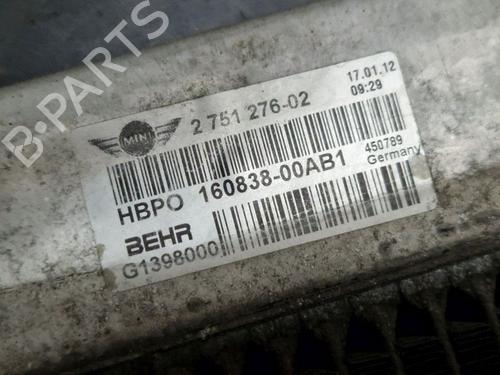 MINI
2 751 276-02
17.01.12
09:29
HBPO 160838-00AB1
450789
Germany
BEHR
G1398000
B-PARTS